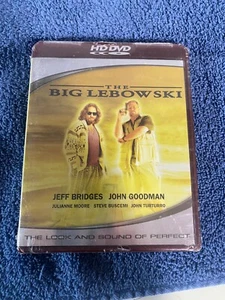 HD DVD
THE
BIG LEBOWSKI
JEFF BRIDGES JOHN GOODMAN
JULIANNE MOORE STEVE BUSCEMI JOHN TURTURRO
THE LOOK AND SOUND OF PERFECT